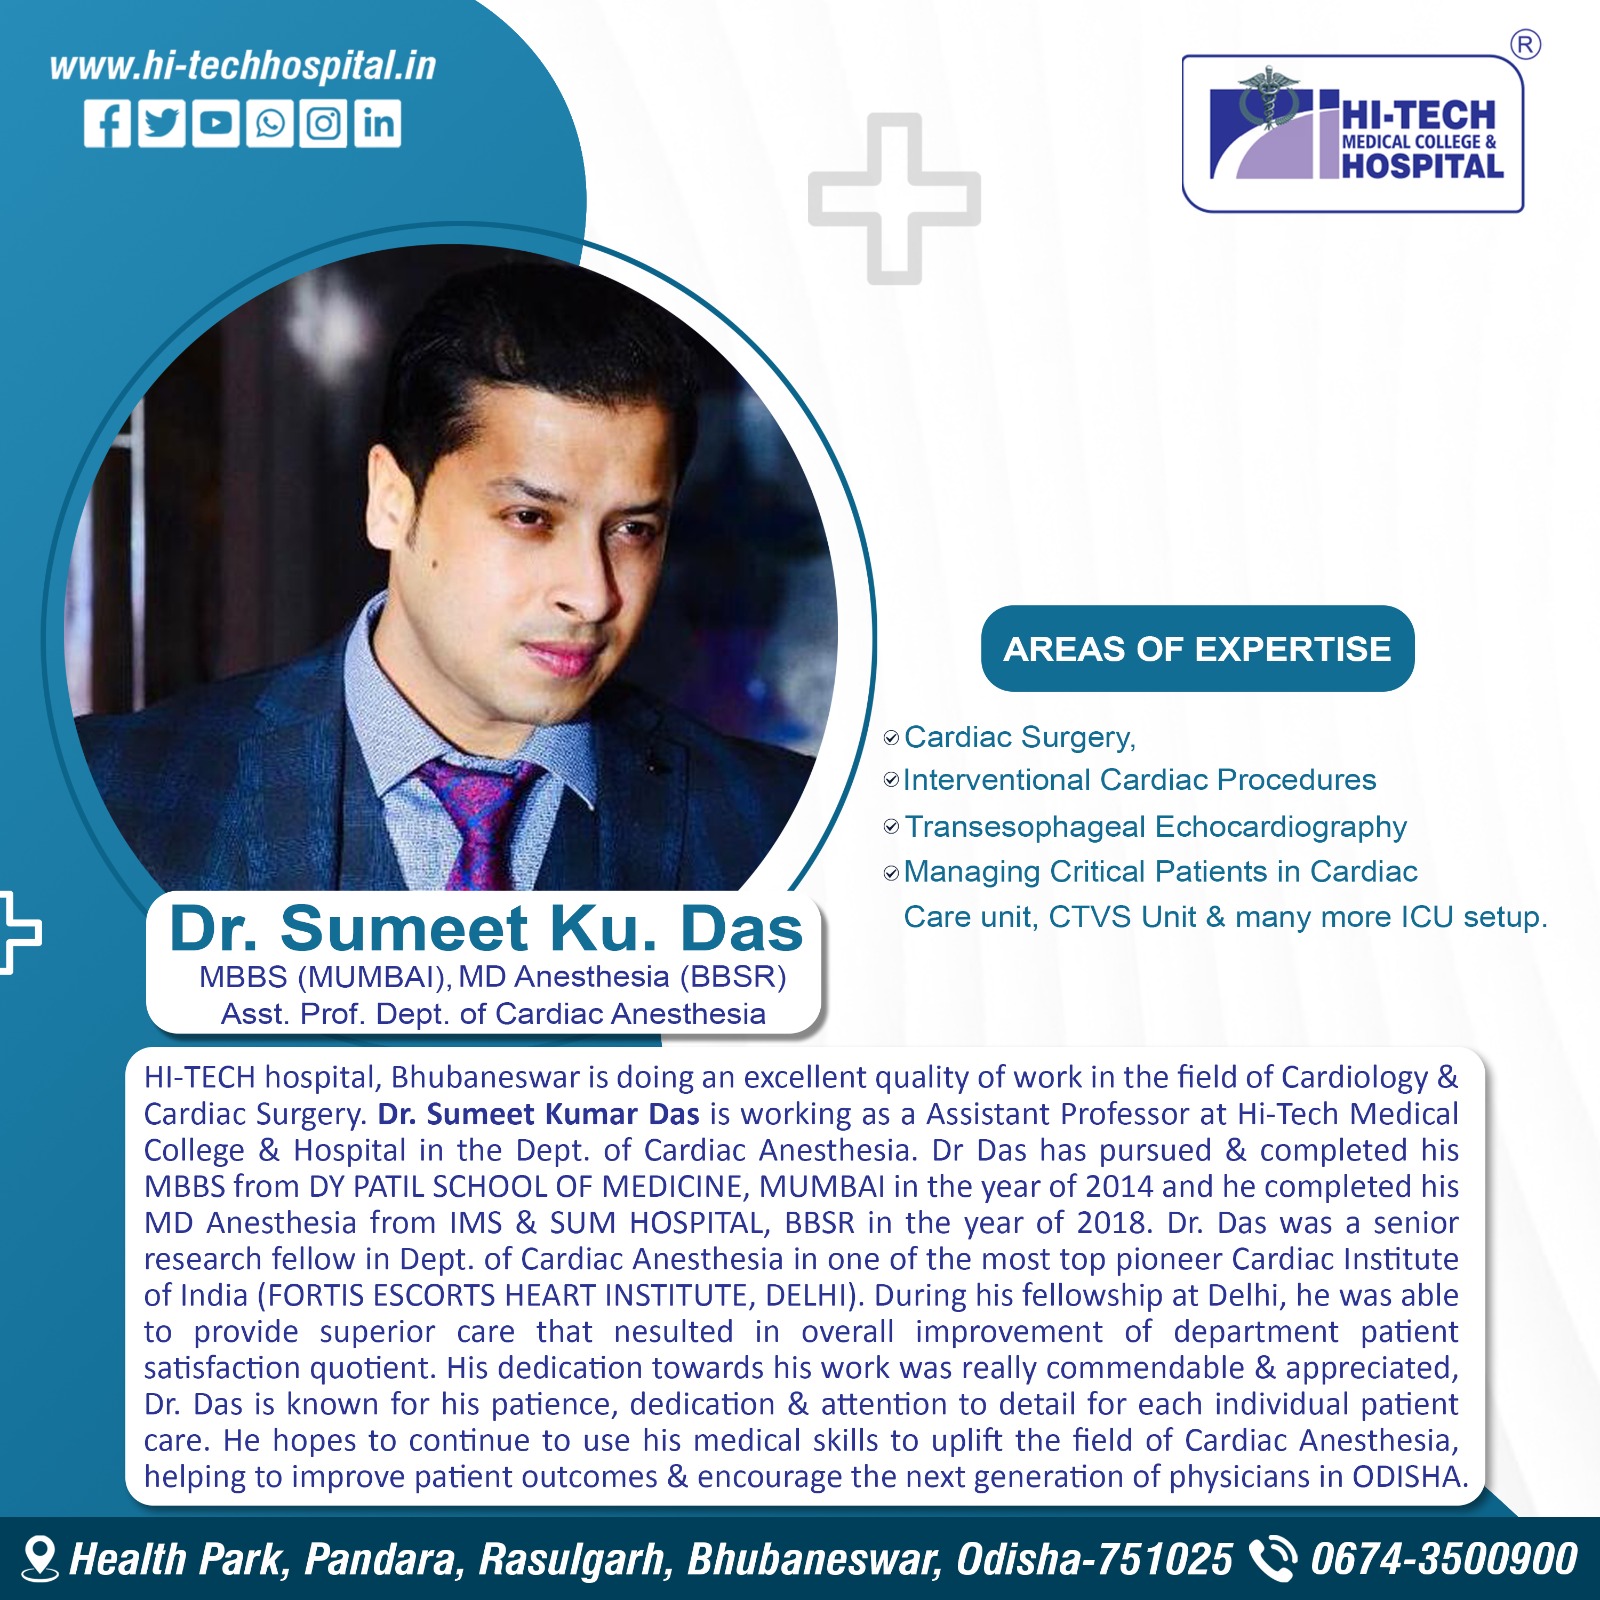 www.hi-techhospital.in
®
HI-TECH
MEDICAL COLLEGE &
HOSPITAL
AREAS OF EXPERTISE
Cardiac Surgery,
Interventional Cardiac Procedures
Transesophageal Echocardiography
Managing Critical Patients in Cardiac
Care unit, CTVS Unit & many more ICU setup.
Dr. Sumeet Ku. Das
MBBS (MUMBAI), MD Anesthesia (BBSR)
Asst. Prof. Dept. of Cardiac Anesthesia
HI-TECH hospital, Bhubaneswar is doing an excellent quality of work in the field of Cardiology &
Cardiac Surgery. Dr. Sumeet Kumar Das is working as a Assistant Professor at Hi-Tech Medical
College & Hospital in the Dept. of Cardiac Anesthesia. Dr Das has pursued & completed his
MBBS from DY PATIL SCHOOL OF MEDICINE, MUMBAI in the year of 2014 and he completed his
MD Anesthesia from IMS & SUM HOSPITAL, BBSR in the year of 2018. Dr. Das was a senior
research fellow in Dept. of Cardiac Anesthesia in one of the most top pioneer Cardiac Institute
of India (FORTIS ESCORTS HEART INSTITUTE, DELHI). During his fellowship at Delhi, he was able
to provide superior care that nesulted in overall improvement of department patient
satisfaction quotient. His dedication towards his work was really commendable & appreciated,
Dr. Das is known for his patience, dedication & attention to detail for each individual patient
care. He hopes to continue to use his medical skills to uplift the field of Cardiac Anesthesia,
helping to improve patient outcomes & encourage the next generation of physicians in ODISHA.
Health Park, Pandara, Rasulgarh, Bhubaneswar, Odisha-751025 0674-3500900